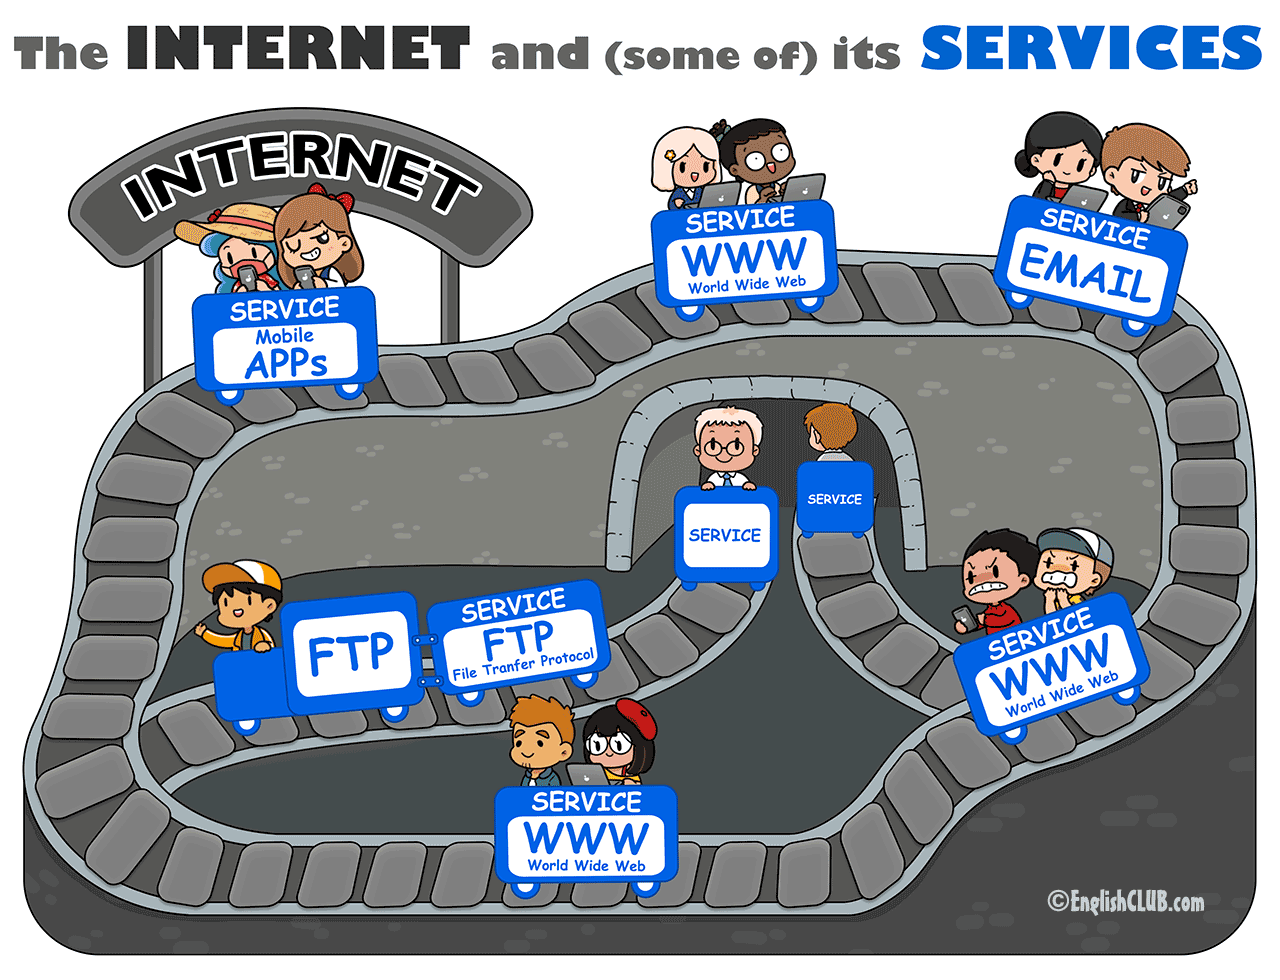 The INTERNET and (some of) its SERVICES
INTERNET
SERVICE
Mobile
APPs
SERVICE
WWW
World Wide Web
SERVICE
EMAIL
SERVICE
SERVICE
FTP
SERVICE
FTP
File Tranfer Protocol
SERVICE
WWW
World Wide Web
SERVICE
WWW
World Wide Web
©EnglishCLUB.com